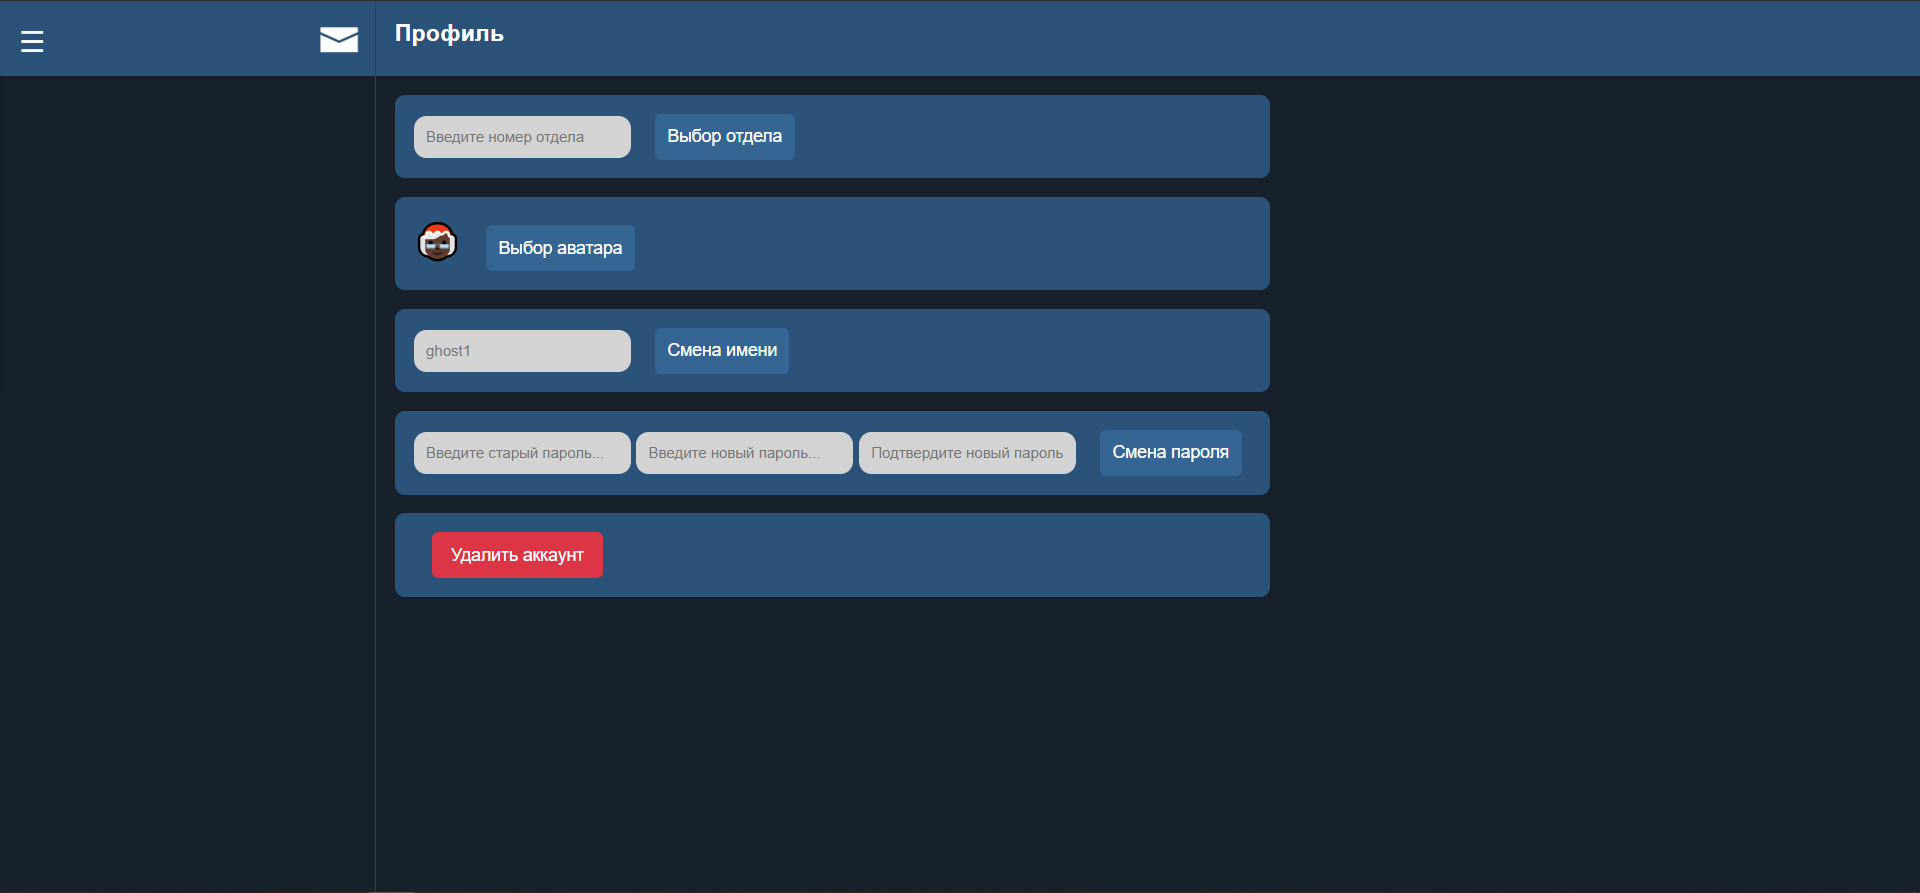 Профиль
Введите номер отдела Выбор отдела
Выбор аватара
ghost1 Смена имени
Введите старый пароль... Введите новый пароль... Подтвердите новый пароль Смена пароля
Удалить аккаунт